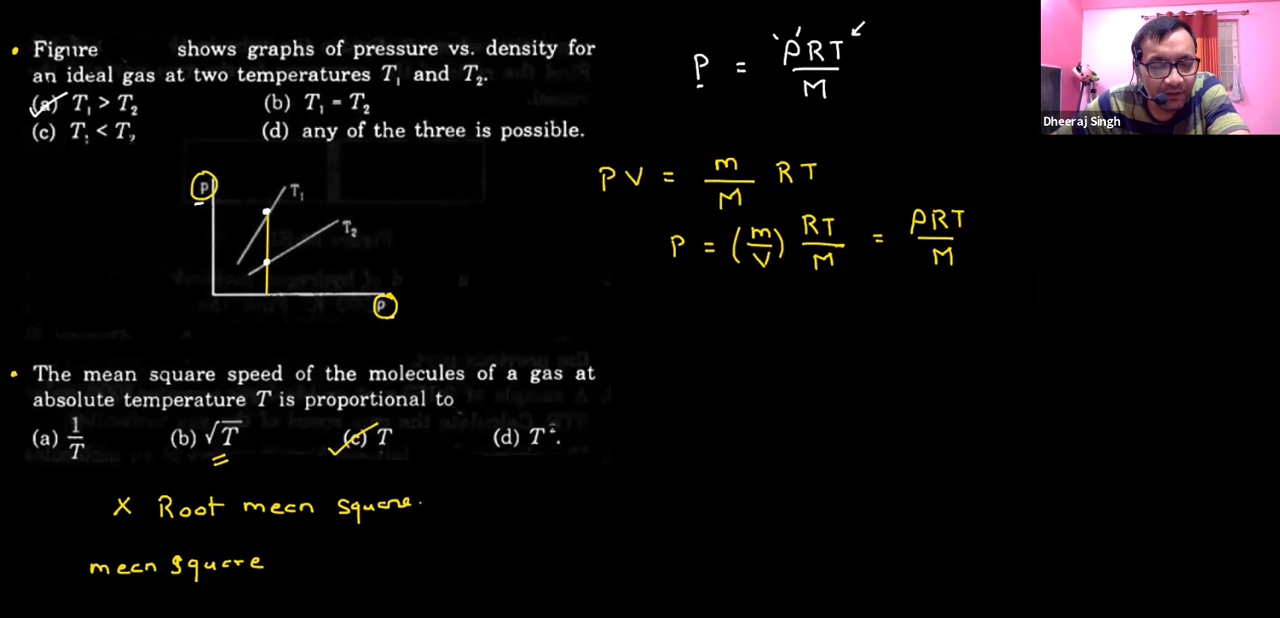 • Figure shows graphs of pressure vs. density for
an ideal gas at two temperatures T₁ and T₂.
(a) T₁ > T₂ (b) T₁ = T₂
(c) T₁ < T₂ (d) any of the three is possible.
p
T₁
T₂
ρ
• The mean square speed of the molecules of a gas at
absolute temperature T is proportional to
(a) 1/T (b) √T (c) T (d) T².
X Root mean square.
mean square
P = ρRT/M
PV = m/M RT
P = (m/V) RT/M = ρRT/M
Dheeraj Singh